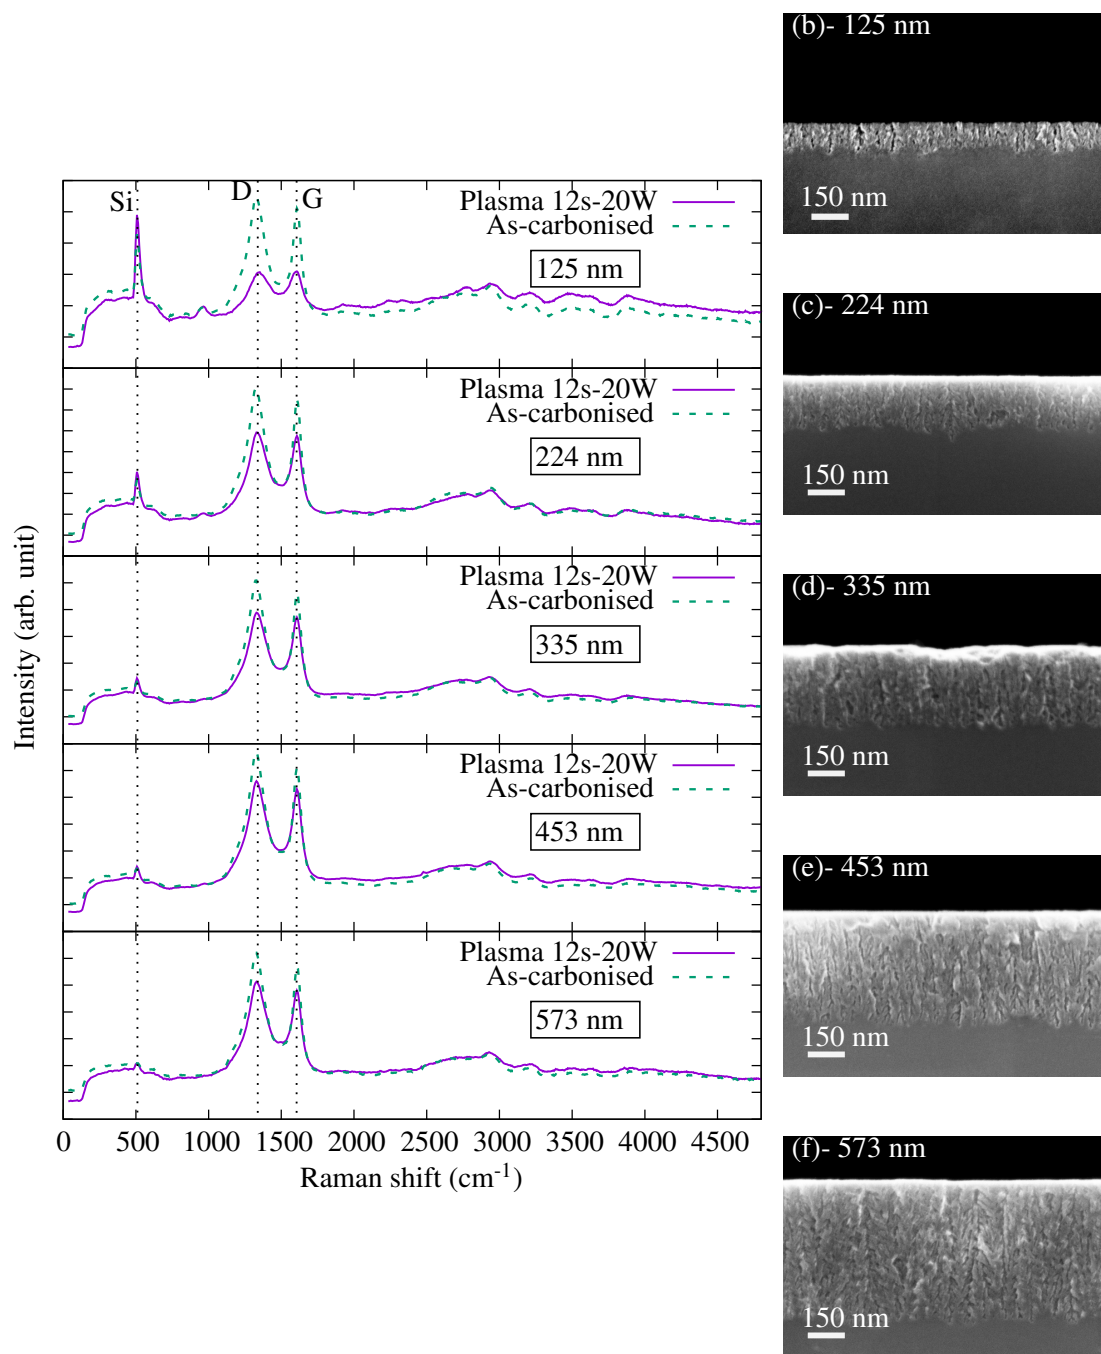 Si
D
G
Plasma 12s-20W
As-carbonised
125 nm
Plasma 12s-20W
As-carbonised
224 nm
Plasma 12s-20W
As-carbonised
335 nm
Plasma 12s-20W
As-carbonised
453 nm
Plasma 12s-20W
As-carbonised
573 nm
Intensity (arb. unit)
0 500 1000 1500 2000 2500 3000 3500 4000 4500
Raman shift (cm⁻¹)
(b)- 125 nm
150 nm
(c)- 224 nm
150 nm
(d)- 335 nm
150 nm
(e)- 453 nm
150 nm
(f)- 573 nm
150 nm